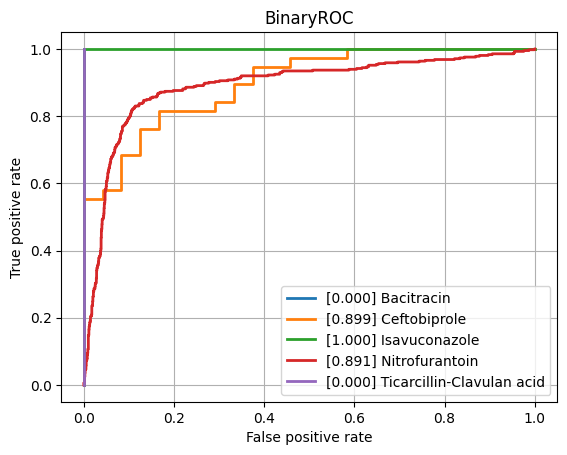 BinaryROC
1.0
0.8
0.6
0.4
0.2
0.0
True positive rate
[0.000] Bacitracin
[0.899] Ceftobiprole
[1.000] Isavuconazole
[0.891] Nitrofurantoin
[0.000] Ticarcillin-Clavulan acid
0.0 0.2 0.4 0.6 0.8 1.0
False positive rate